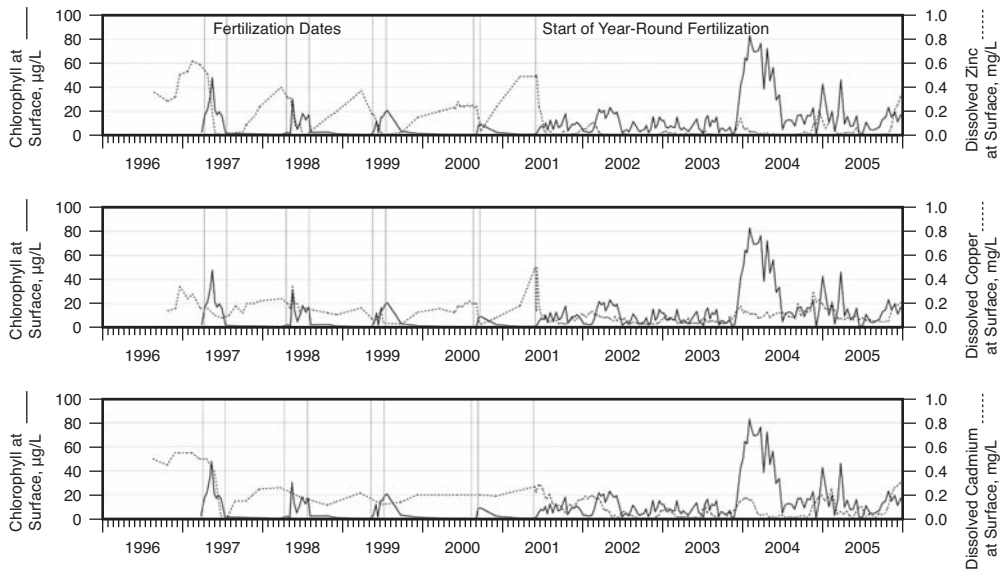 Fertilization Dates
Start of Year-Round Fertilization
Chlorophyll at
Surface, µg/L
100
80
60
40
20
0
1.0
0.8
0.6
0.4
0.2
0.0
Dissolved Zinc
at Surface, mg/L
1996 1997 1998 1999 2000 2001 2002 2003 2004 2005
Chlorophyll at
Surface, µg/L
100
80
60
40
20
0
1.0
0.8
0.6
0.4
0.2
0.0
Dissolved Copper
at Surface, mg/L
1996 1997 1998 1999 2000 2001 2002 2003 2004 2005
Chlorophyll at
Surface, µg/L
100
80
60
40
20
0
1.0
0.8
0.6
0.4
0.2
0.0
Dissolved Cadmium
at Surface, mg/L
1996 1997 1998 1999 2000 2001 2002 2003 2004 2005